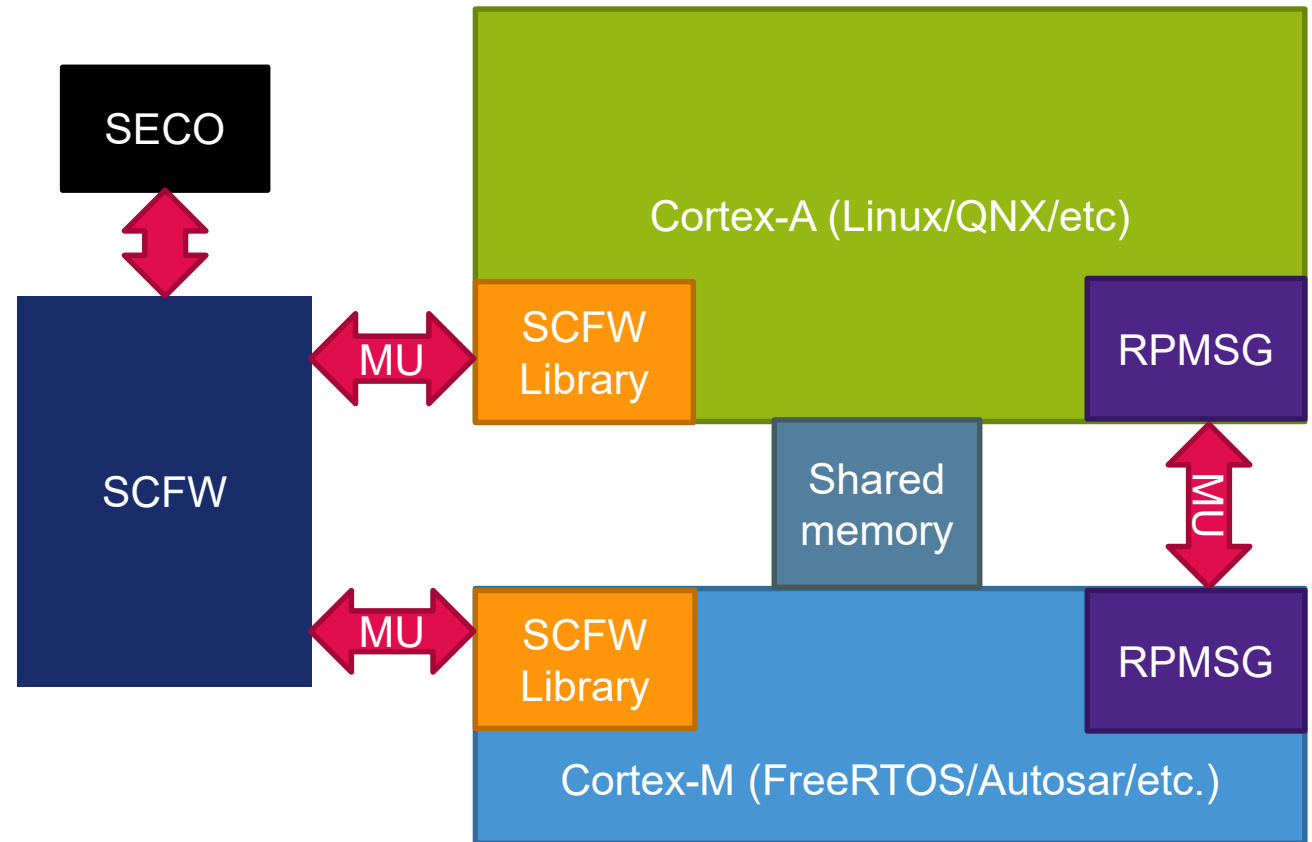 SECO
Cortex-A (Linux/QNX/etc)
SCFW
Library
MU
RPMSG
SCFW
Shared
memory
MU
MU
SCFW
Library
RPMSG
Cortex-M (FreeRTOS/Autosar/etc.)